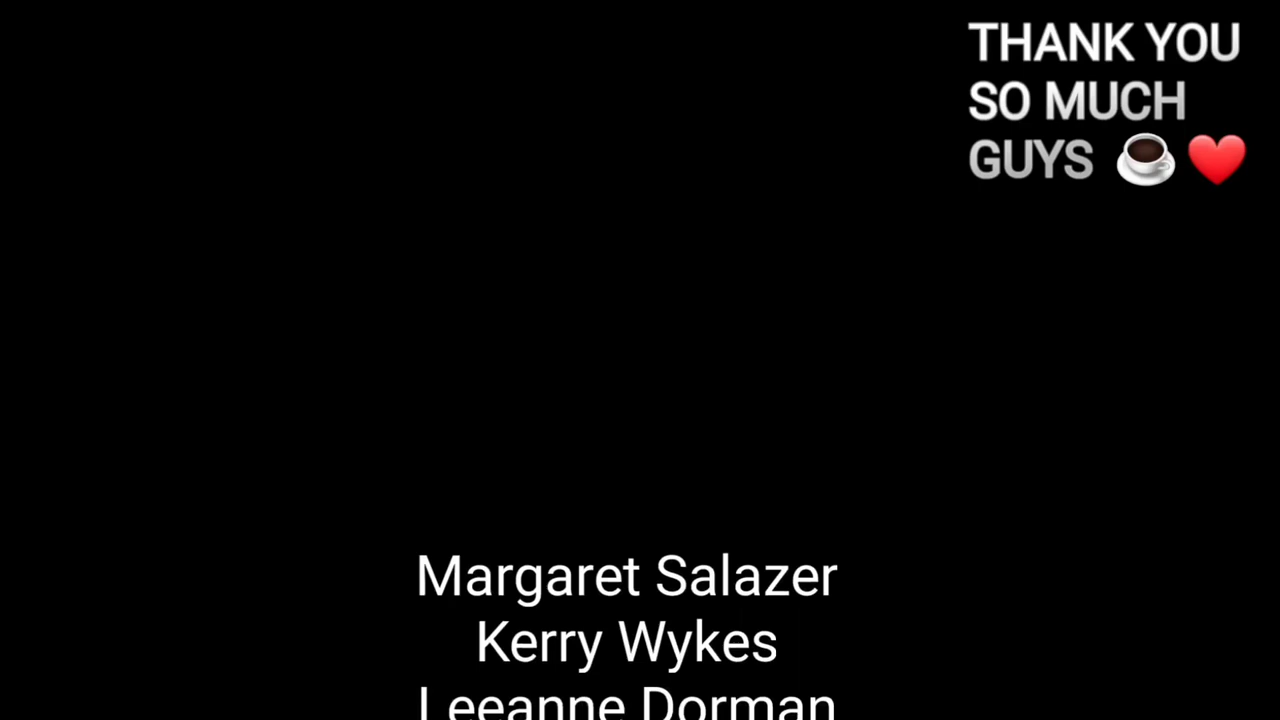 THANK YOU
SO MUCH
GUYS ☕❤️
Margaret Salazer
Kerry Wykes
Leeanne Dorman